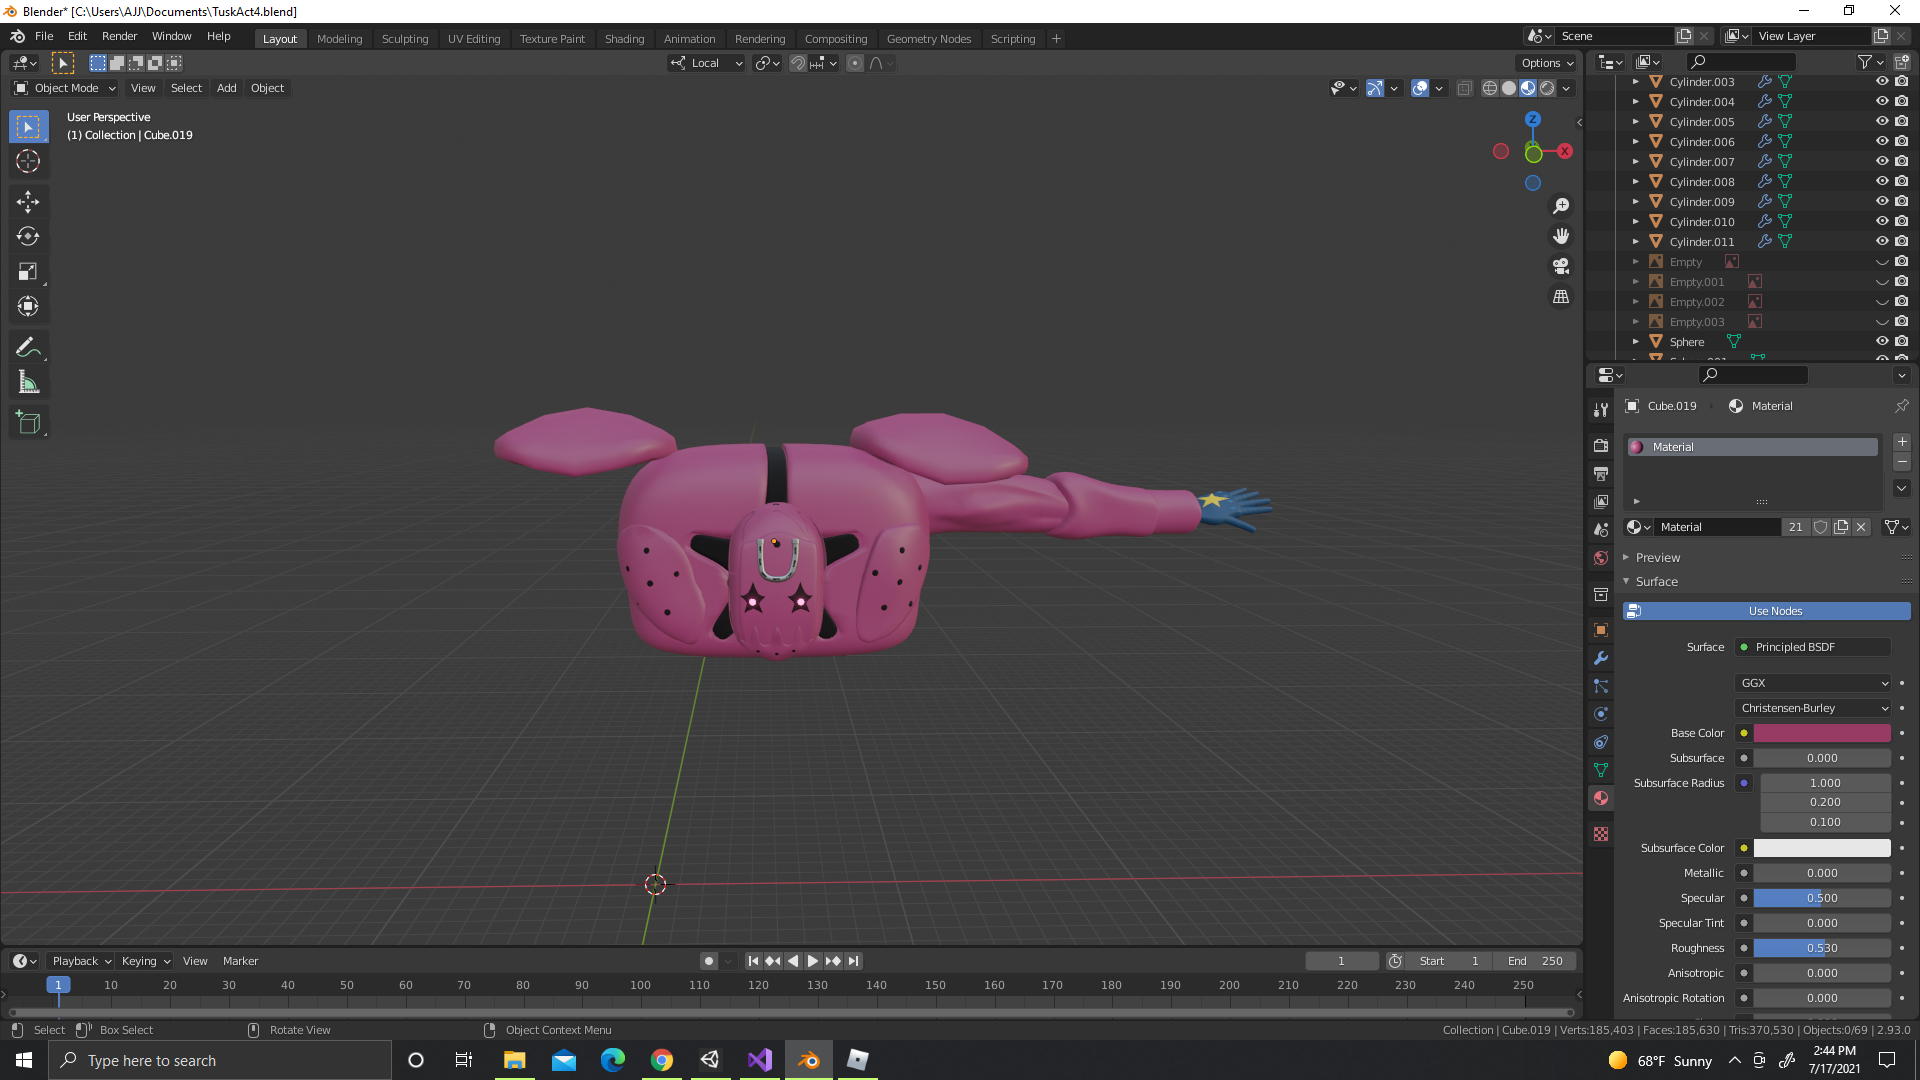 Blender* [C:\Users\AJJ\Documents\TuskAct4.blend]
File Edit Render Window Help Layout Modeling Sculpting UV Editing Texture Paint Shading Animation Rendering Compositing Geometry Nodes Scripting + Scene View Layer
Local Options
Object Mode View Select Add Object
User Perspective
(1) Collection | Cube.019
Z
X
Cylinder.003
Cylinder.004
Cylinder.005
Cylinder.006
Cylinder.007
Cylinder.008
Cylinder.009
Cylinder.010
Cylinder.011
Empty
Empty.001
Empty.002
Empty.003
Sphere
Cube.019 Material
Material
Material 21
Preview
Surface
Use Nodes
Surface Principled BSDF
GGX
Christensen-Burley
Base Color
Subsurface 0.000
Subsurface Radius 1.000
0.200
0.100
Subsurface Color
Metallic 0.000
Specular 0.500
Specular Tint 0.000
Roughness 0.530
Anisotropic 0.000
Anisotropic Rotation 0.000
Playback Keying View Marker 1 Start 1 End 250
1 10 20 30 40 50 60 70 80 90 100 110 120 130 140 150 160 170 180 190 200 210 220 230 240 250
Select Box Select Rotate View Object Context Menu Collection | Cube.019 | Verts:185,403 | Faces:185,630 | Tris:370,530 | Objects:0/69 | 2.93.0
Type here to search 68°F Sunny
2:44 PM
7/17/2021